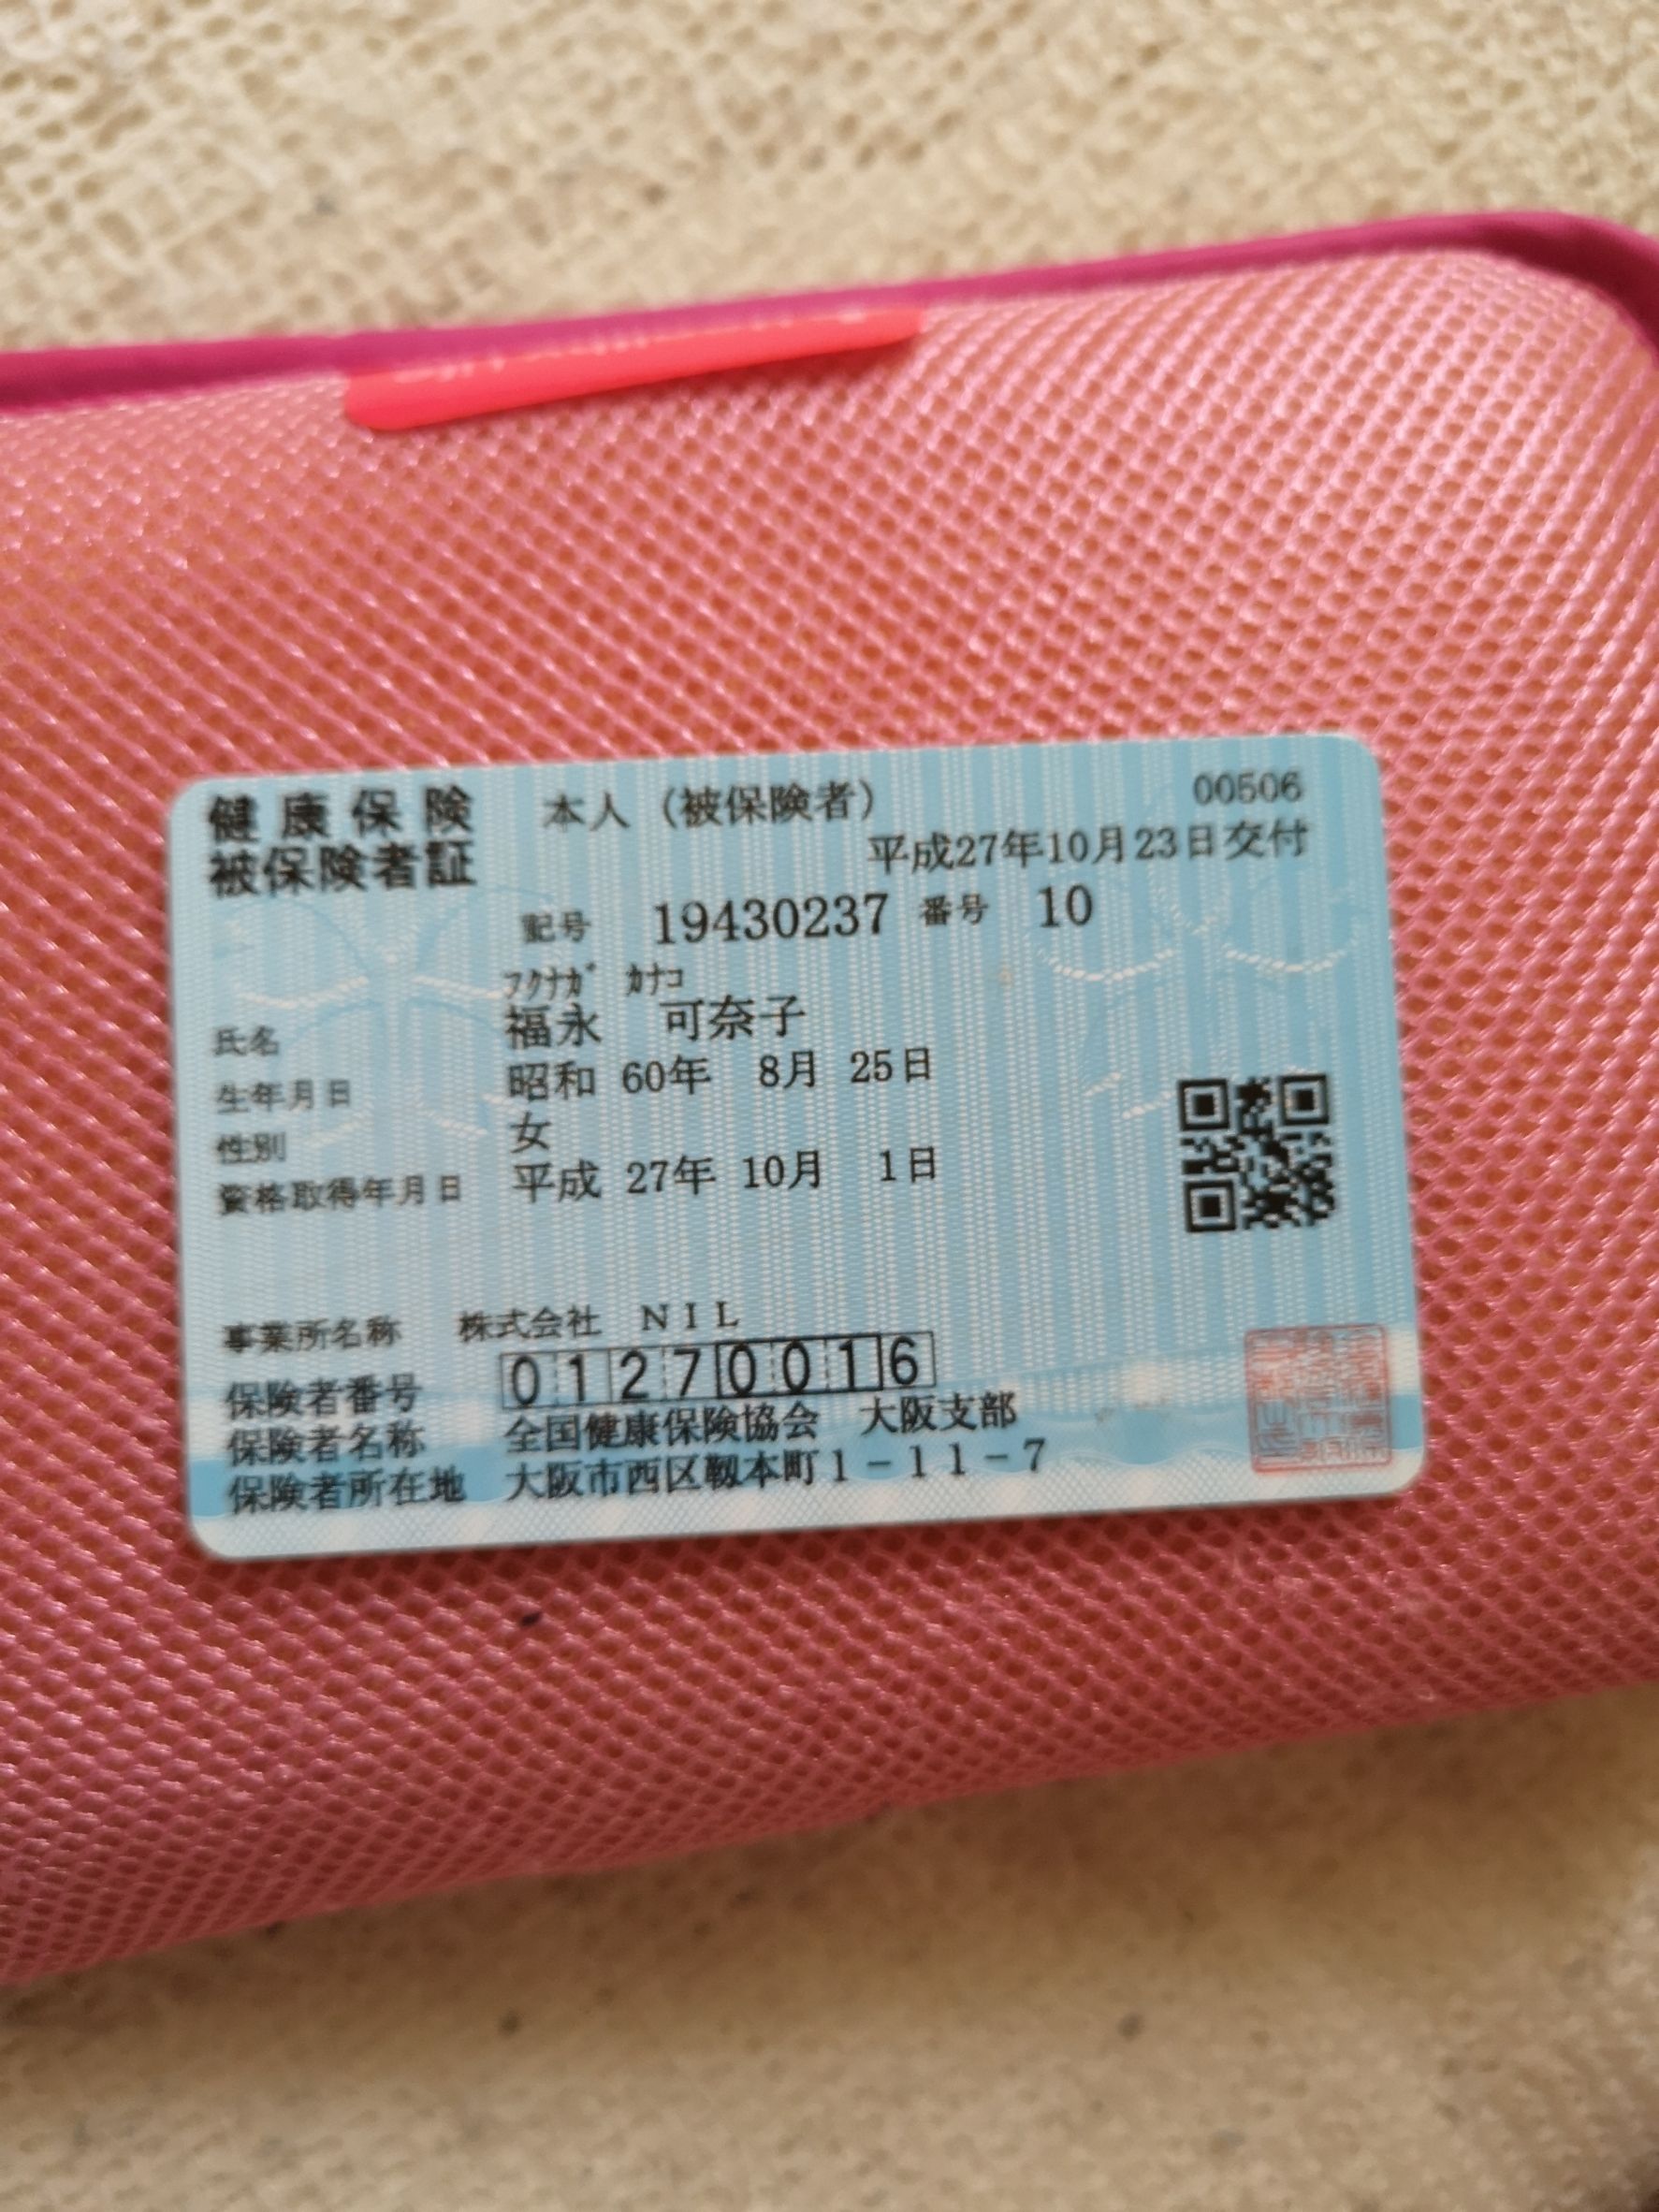 健康保険 本人（被保険者） 00506
被保険者証 平成27年10月23日交付
記号 19430237 番号 10
ﾌｸﾅｶﾞ ｶﾅｺ
氏名 福永 可奈子
生年月日 昭和 60年 8月 25日
性別 女
資格取得年月日 平成 27年 10月 1日
事業所名称 株式会社 ＮＩＬ
保険者番号 01270016
保険者名称 全国健康保険協会 大阪支部
保険者所在地 大阪市西区靱本町１－１１－７